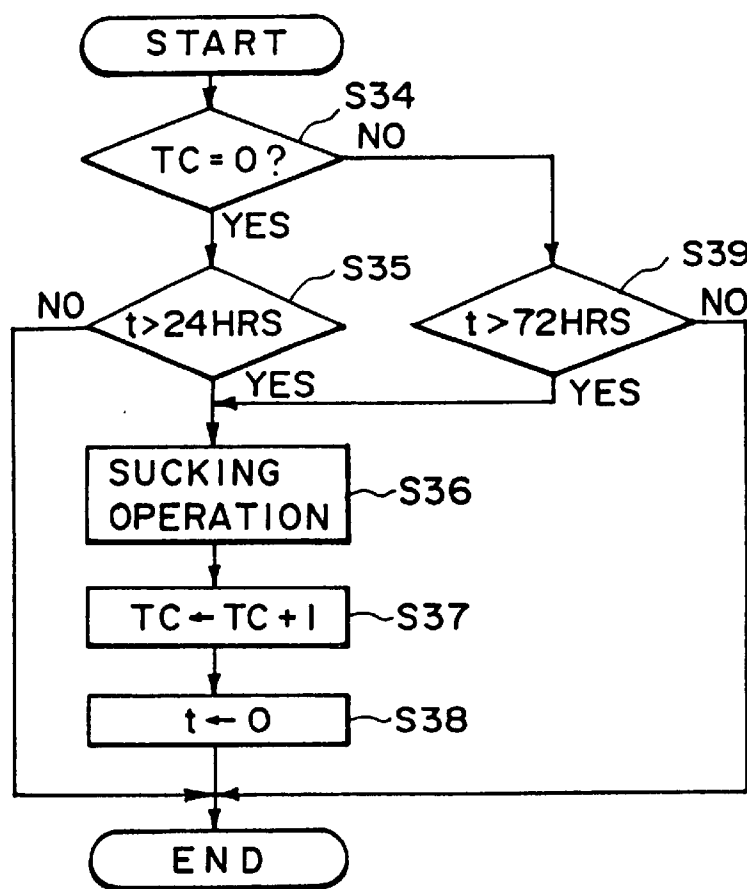 START
S34
TC = 0?
NO
YES
S35
S39
NO
t>24HRS
t>72HRS
NO
YES
YES
SUCKING
OPERATION
S36
TC ← TC + 1
S37
t ← 0
S38
END